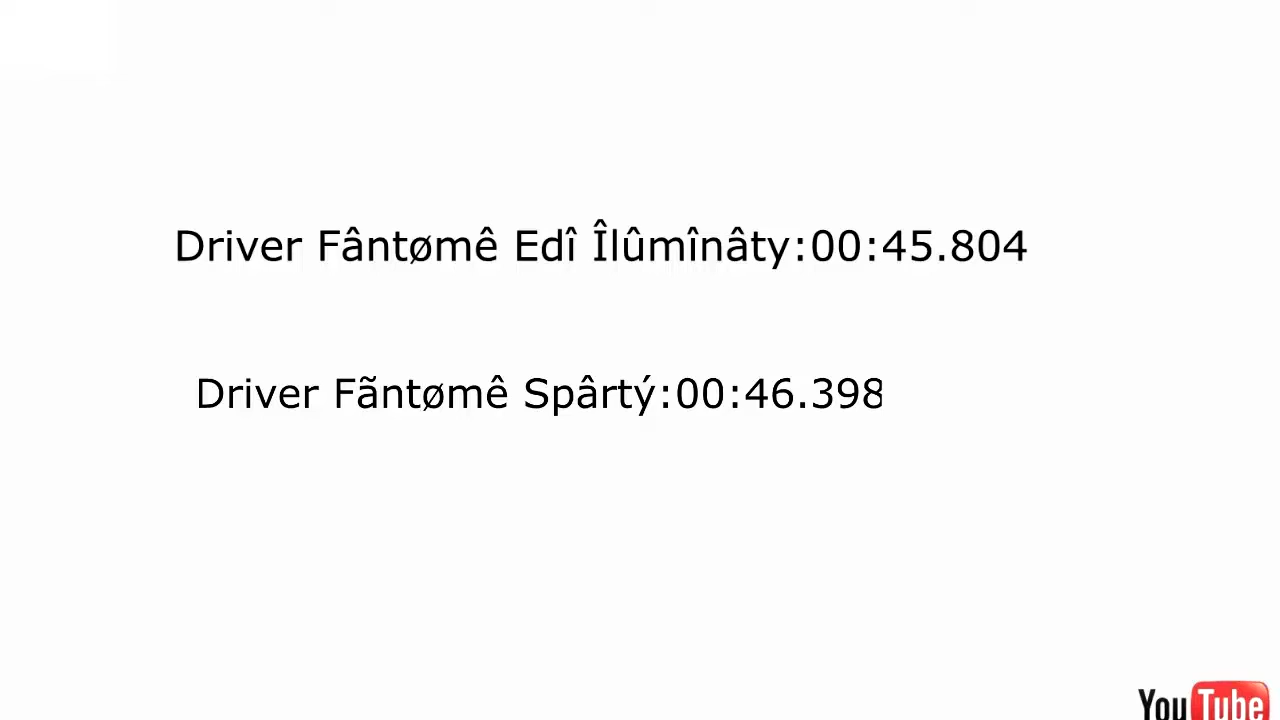 Driver Fântømê Edî Îlûmînâty:00:45.804
Driver Fãntømê Spârtý:00:46.398
YouTube